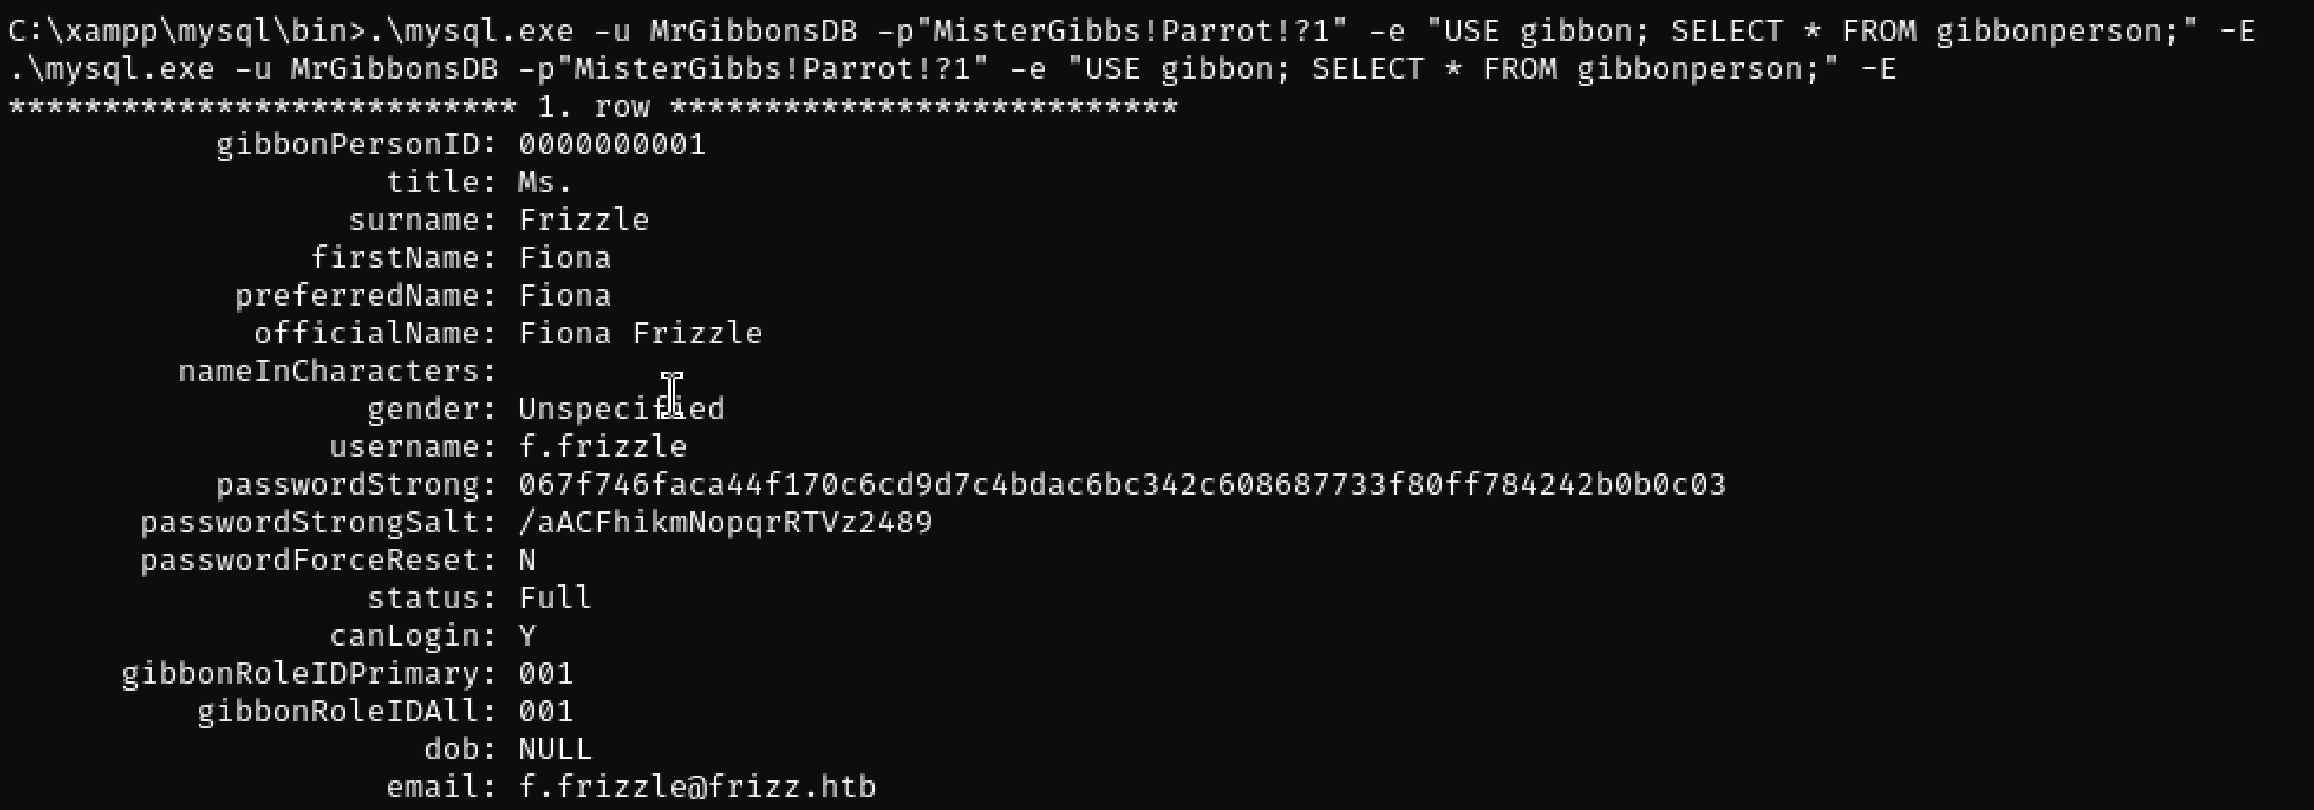 C:\xampp\mysql\bin>.\mysql.exe -u MrGibbonsDB -p"MisterGibbs!Parrot!?1" -e "USE gibbon; SELECT * FROM gibbonperson;" -E
.\mysql.exe -u MrGibbonsDB -p"MisterGibbs!Parrot!?1" -e "USE gibbon; SELECT * FROM gibbonperson;" -E
*************************** 1. row ***************************
gibbonPersonID: 0000000001
title: Ms.
surname: Frizzle
firstName: Fiona
preferredName: Fiona
officialName: Fiona Frizzle
nameInCharacters:
gender: Unspecified
username: f.frizzle
passwordStrong: 067f746faca44f170c6cd9d7c4bdac6bc342c608687733f80ff784242b0b0c03
passwordStrongSalt: /aACFhikmNopqrRTVz2489
passwordForceReset: N
status: Full
canLogin: Y
gibbonRoleIDPrimary: 001
gibbonRoleIDAll: 001
dob: NULL
email: f.frizzle@frizz.htb